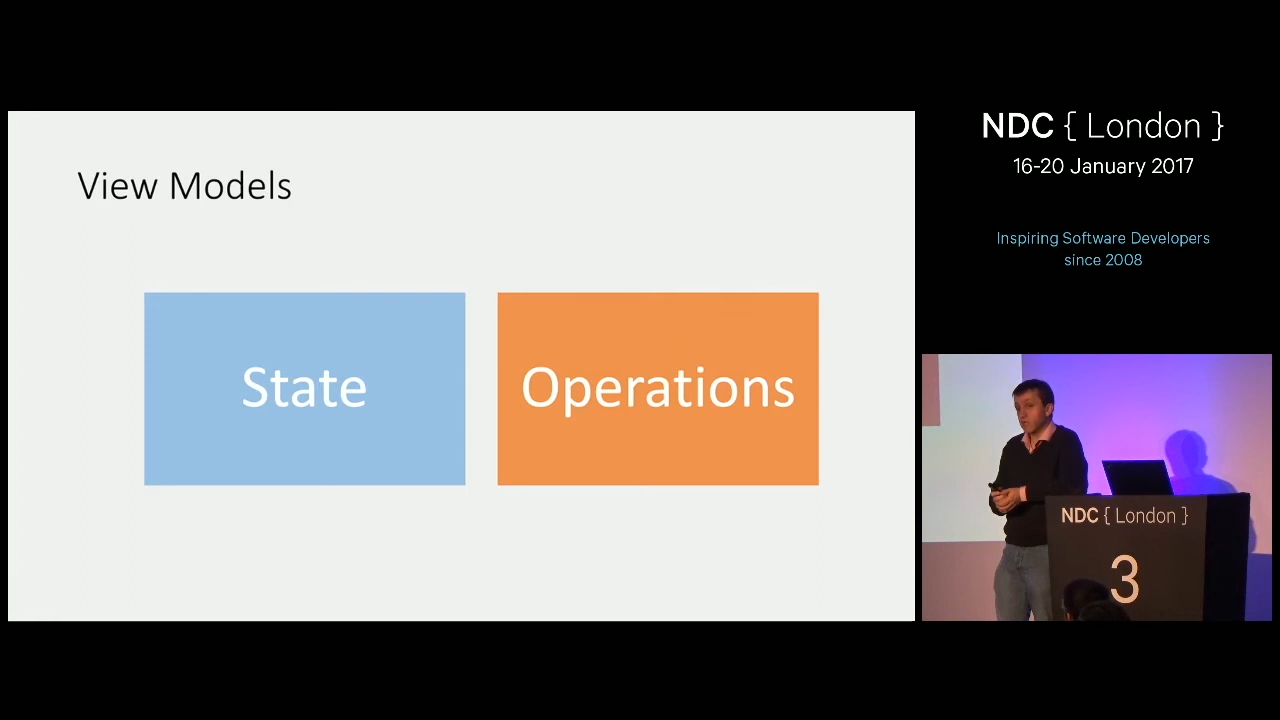 View Models
State
Operations
NDC { London }
16-20 January 2017
Inspiring Software Developers
since 2008
NDC { London }
3